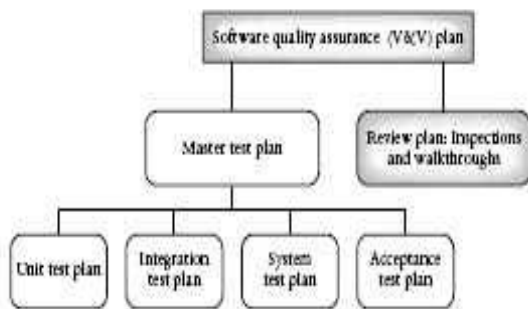 Software quality assurance (V&V) plan
Master test plan
Review plan: Inspections
and walkthroughs
Unit test plan
Integration
test plan
System
test plan
Acceptance
test plan